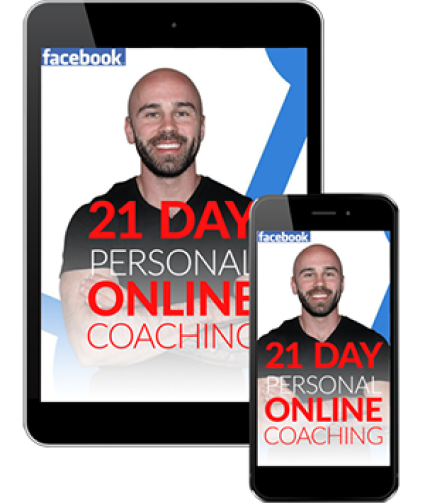 facebook
21 DAY
PERSONAL
ONLINE
COACHING
facebook
21 DAY
PERSONAL
ONLINE
COACHING